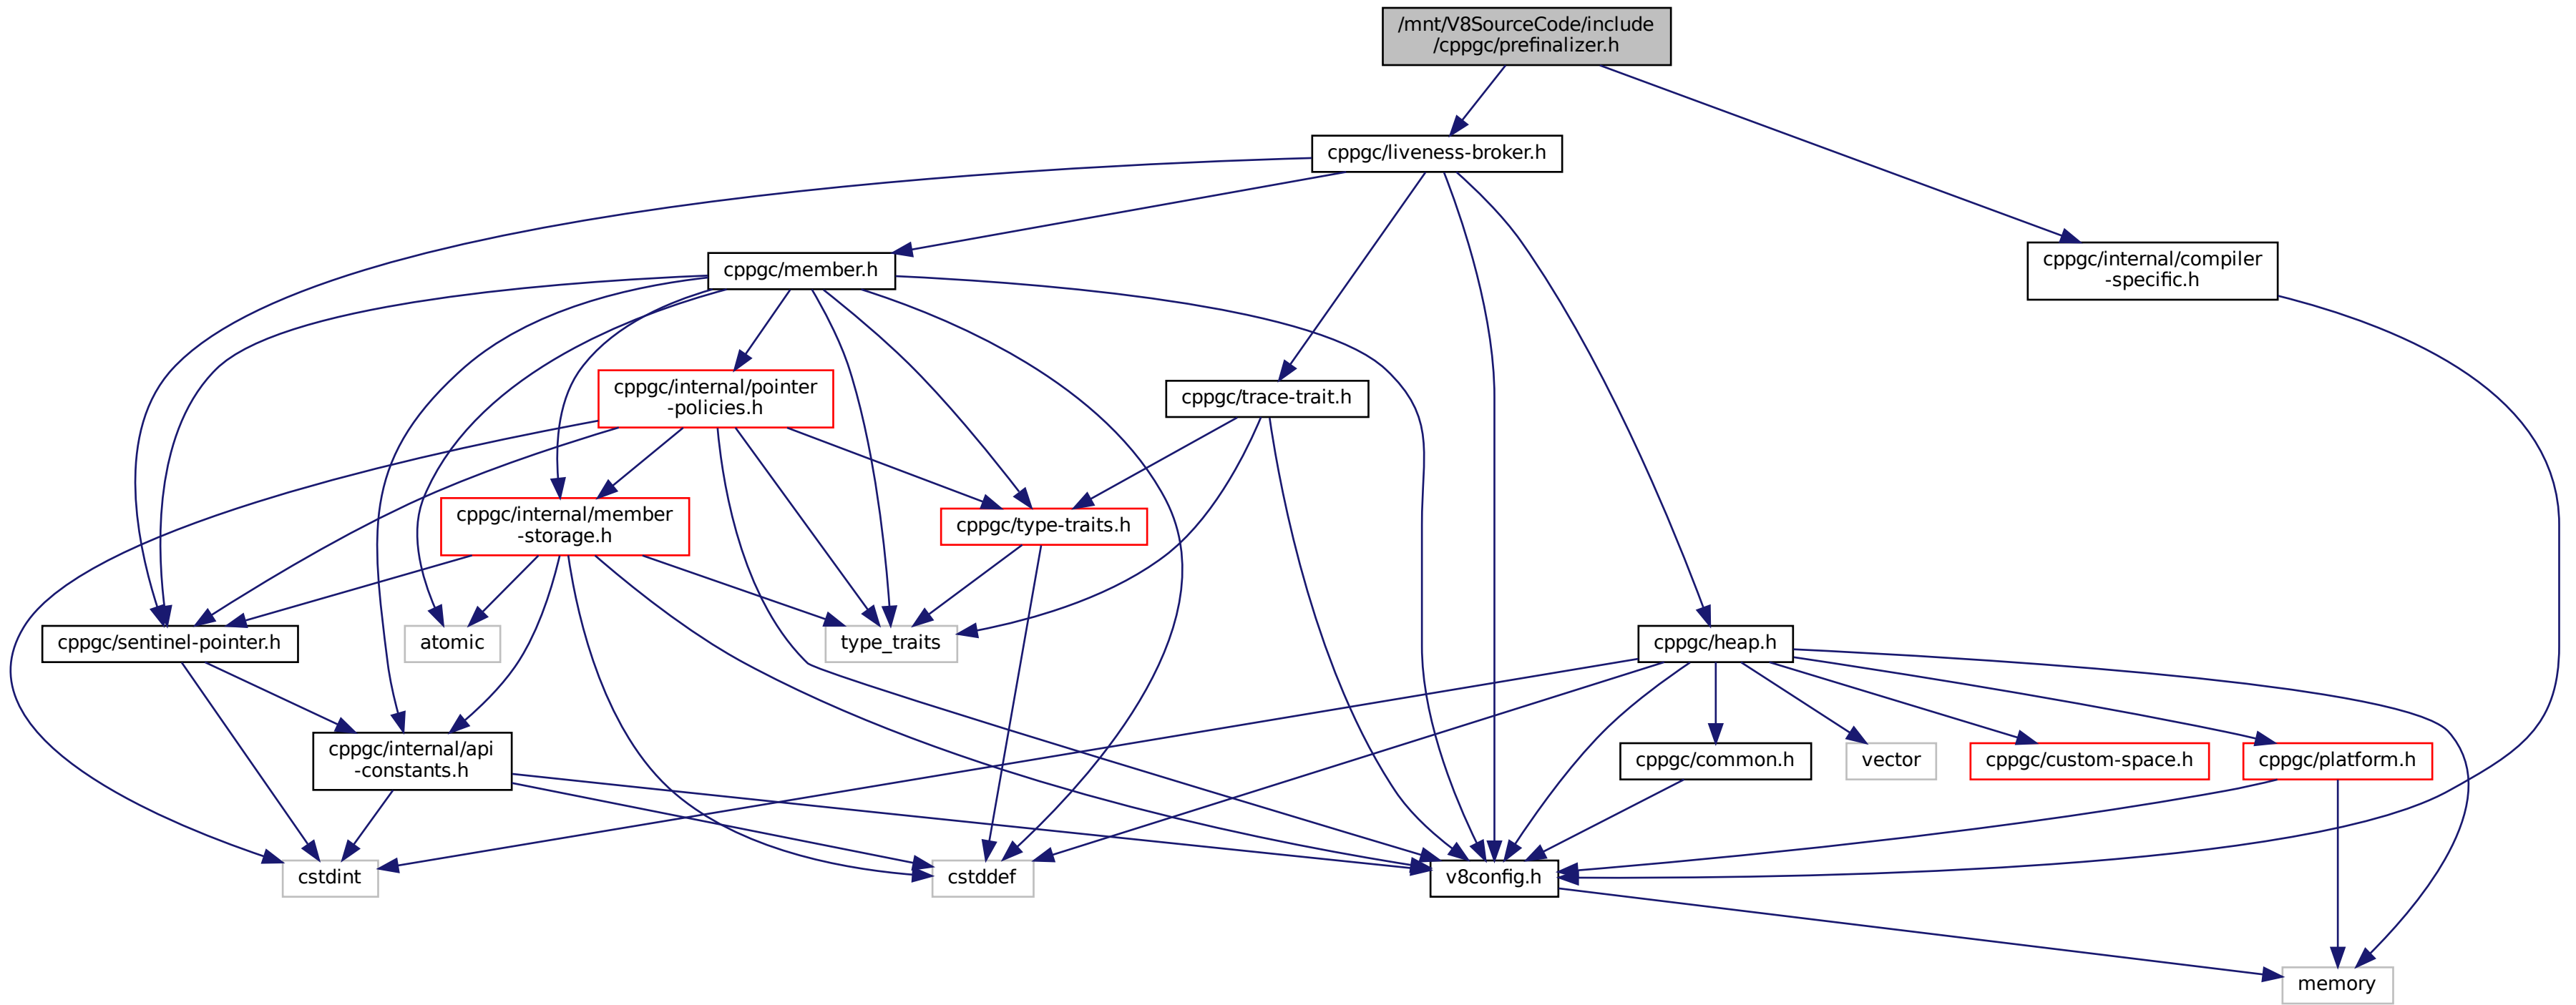 /mnt/V8SourceCode/include
/cppgc/prefinalizer.h
cppgc/liveness-broker.h
cppgc/internal/compiler
-specific.h
cppgc/member.h
cppgc/internal/pointer
-policies.h
cppgc/trace-trait.h
cppgc/internal/member
-storage.h
cppgc/type-traits.h
cppgc/sentinel-pointer.h
atomic
type_traits
cppgc/heap.h
cppgc/internal/api
-constants.h
cppgc/common.h
vector
cppgc/custom-space.h
cppgc/platform.h
cstdint
cstddef
v8config.h
memory